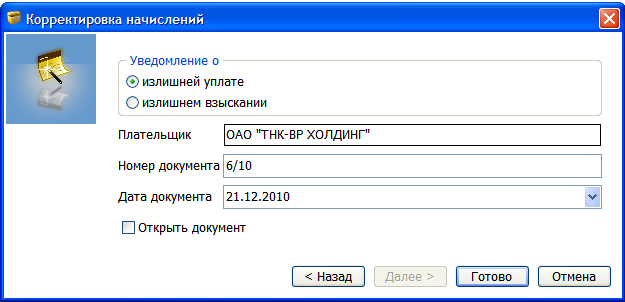 Корректировка начислений
Уведомление о
излишней уплате
излишнем взыскании
Плательщик ОАО "ТНК-ВР ХОЛДИНГ"
Номер документа 6/10
Дата документа 21.12.2010
Открыть документ
< Назад Далее > Готово Отмена